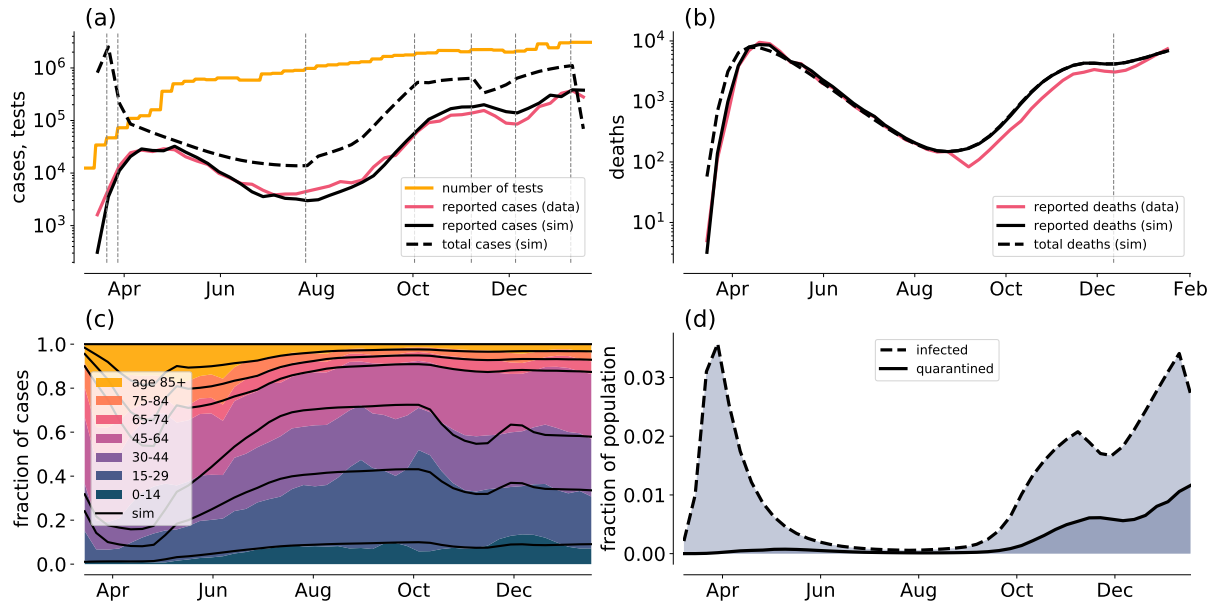 (a)
cases, tests
10^6
10^5
10^4
10^3
number of tests
reported cases (data)
reported cases (sim)
total cases (sim)
Apr Jun Aug Oct Dec
(b)
deaths
10^4
10^3
10^2
10^1
reported deaths (data)
reported deaths (sim)
total deaths (sim)
Apr Jun Aug Oct Dec Feb
(c)
fraction of cases
1.0
0.8
0.6
0.4
0.2
0.0
age 85+
75-84
65-74
45-64
30-44
15-29
0-14
sim
Apr Jun Aug Oct Dec
(d)
fraction of population
0.03
0.02
0.01
0.00
infected
quarantined
Apr Jun Aug Oct Dec